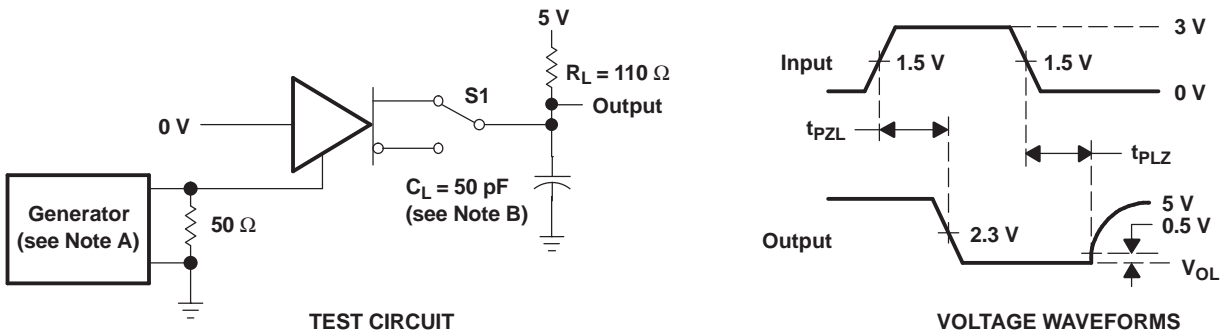 5 V
R_L = 110 Ω
S1
Output
0 V
C_L = 50 pF
(see Note B)
Generator
(see Note A)
50 Ω
TEST CIRCUIT
3 V
Input
1.5 V
1.5 V
0 V
t_PZL
t_PLZ
5 V
0.5 V
Output
2.3 V
V_OL
VOLTAGE WAVEFORMS